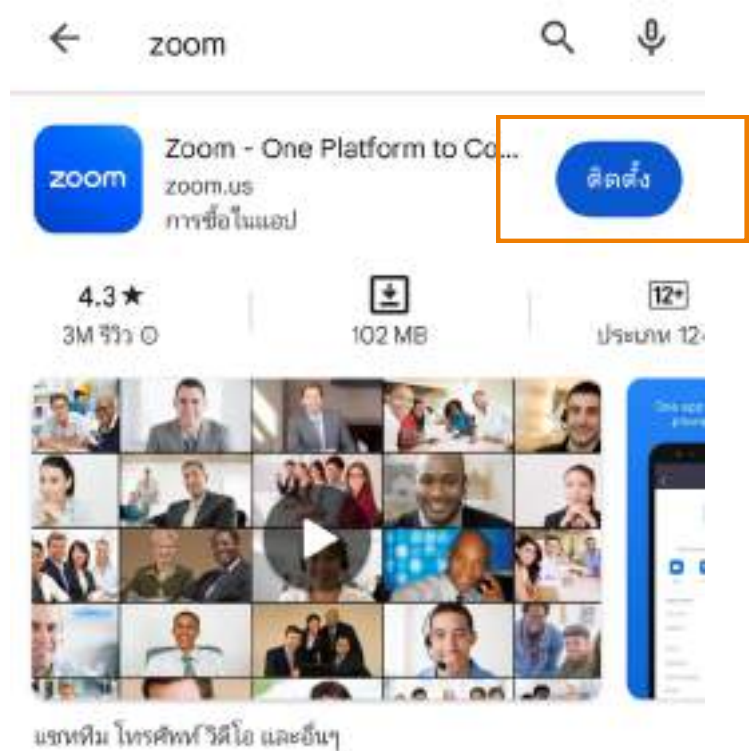 zoom
zoom
Zoom - One Platform to Co...
zoom.us
การซื้อในแอป
ติดตั้ง
4.3★
3M รีวิว
102 MB
12+
ประเภท 12+
แชททีม โทรศัพท์ วิดีโอ และอื่นๆ